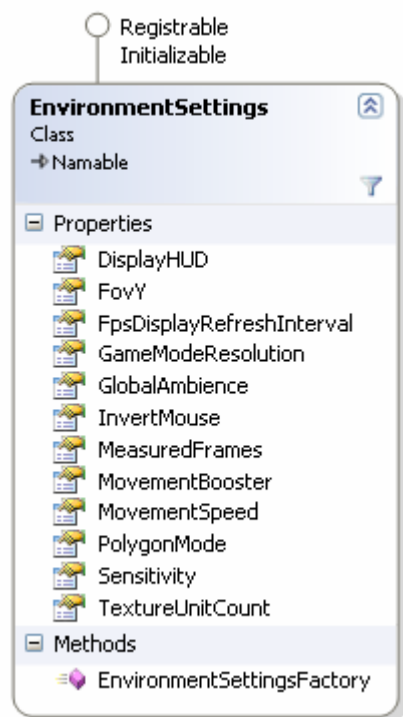 Registrable
Initializable
EnvironmentSettings
Class
Namable
Properties
DisplayHUD
FovY
FpsDisplayRefreshInterval
GameModeResolution
GlobalAmbience
InvertMouse
MeasuredFrames
MovementBooster
MovementSpeed
PolygonMode
Sensitivity
TextureUnitCount
Methods
EnvironmentSettingsFactory